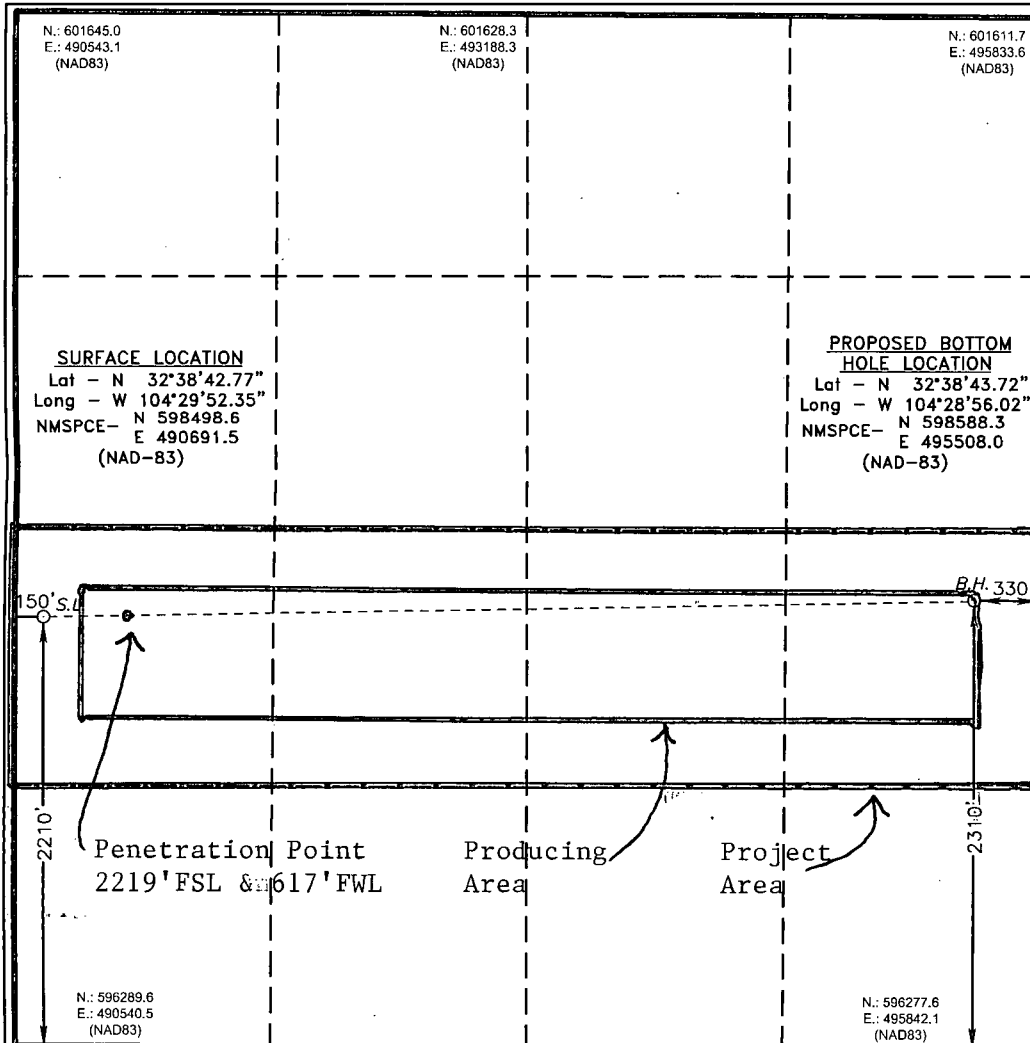 N.: 601645.0
E.: 490543.1
(NAD83)
N.: 601628.3
E.: 493188.3
(NAD83)
N.: 601611.7
E.: 495833.6
(NAD83)
SURFACE LOCATION
Lat - N 32°38'42.77"
Long - W 104°29'52.35"
NMSPCE- N 598498.6
E 490691.5
(NAD-83)
PROPOSED BOTTOM
HOLE LOCATION
Lat - N 32°38'43.72"
Long - W 104°28'56.02"
NMSPCE- N 598588.3
E 495508.0
(NAD-83)
150' S.L.
B.H. 330
2210'
2310'
Penetration Point
2219'FSL & 617'FWL
Producing
Area
Project
Area
N.: 596289.6
E.: 490540.5
(NAD83)
N.: 596277.6
E.: 495842.1
(NAD83)